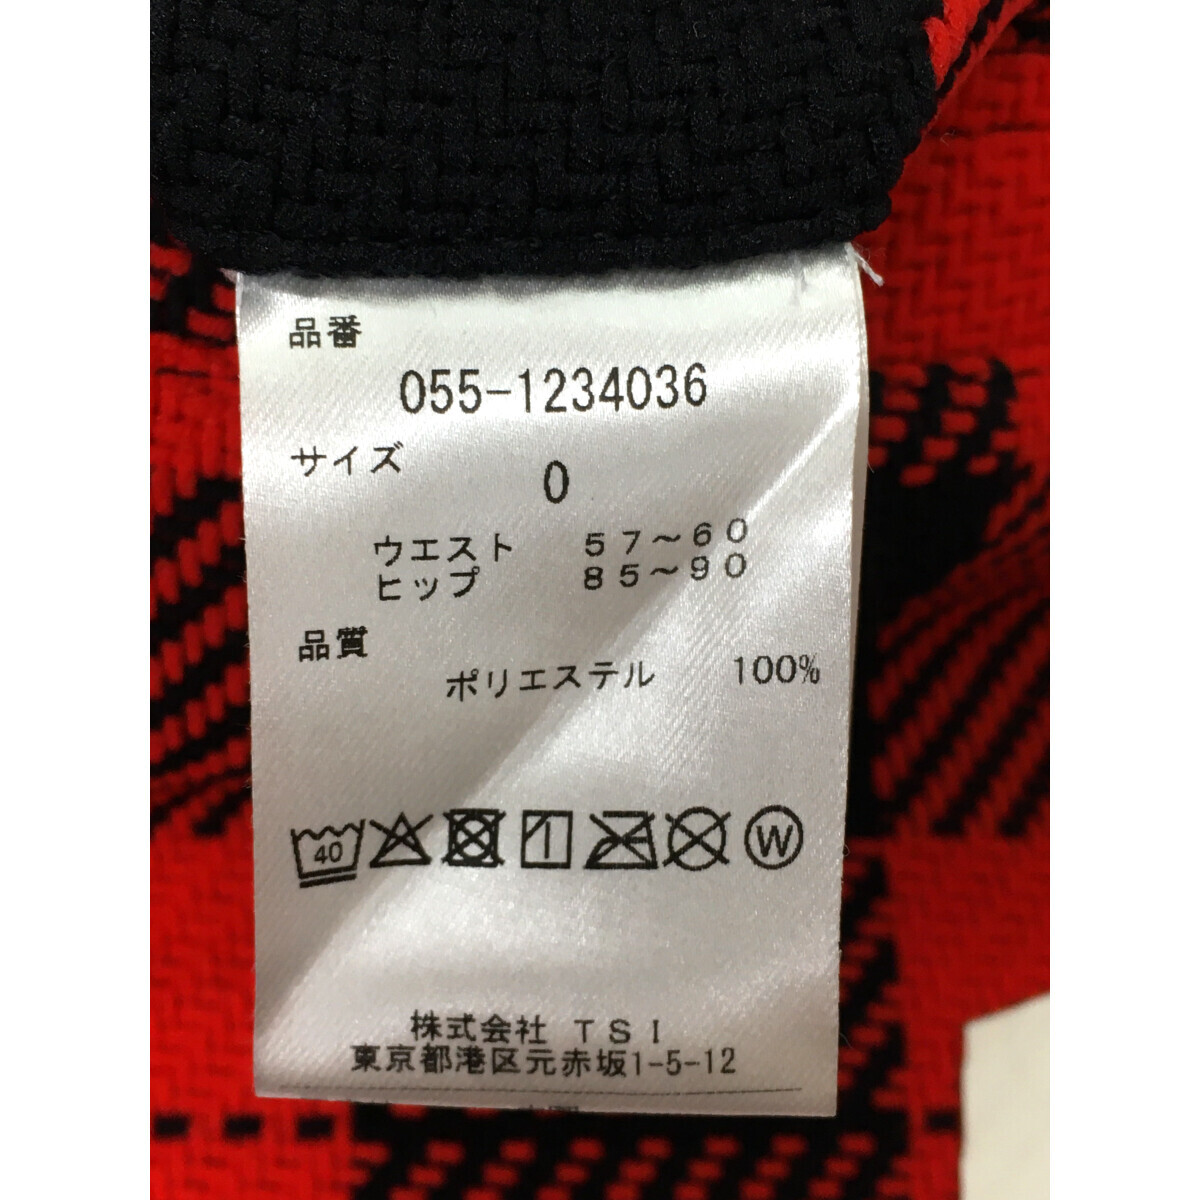 品番
055-1234036
サイズ
0
ウエスト 57～60
ヒップ 85～90
品質
ポリエステル 100%
40
W
株式会社 TSI
東京都港区元赤坂1-5-12